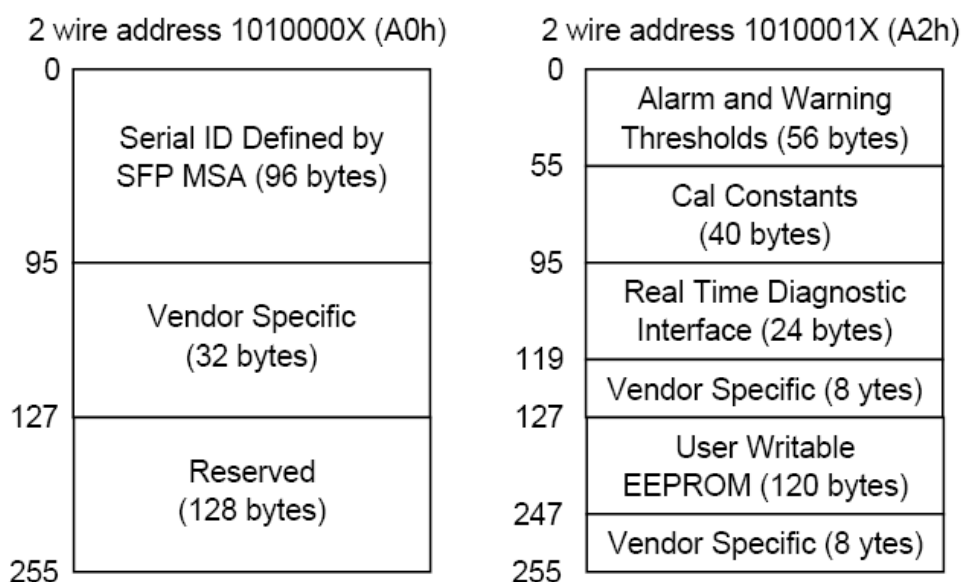 2 wire address 1010000X (A0h)
0
Serial ID Defined by
SFP MSA (96 bytes)
95
Vendor Specific
(32 bytes)
127
Reserved
(128 bytes)
255
2 wire address 1010001X (A2h)
0
Alarm and Warning
Thresholds (56 bytes)
55
Cal Constants
(40 bytes)
95
Real Time Diagnostic
Interface (24 bytes)
119
Vendor Specific (8 ytes)
127
User Writable
EEPROM (120 bytes)
247
Vendor Specific (8 ytes)
255